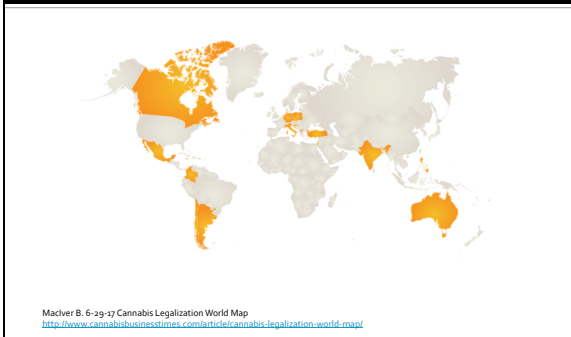 MacIver B. 6-29-17 Cannabis Legalization World Map
http://www.cannabisbusinesstimes.com/article/cannabis-legalization-world-map/